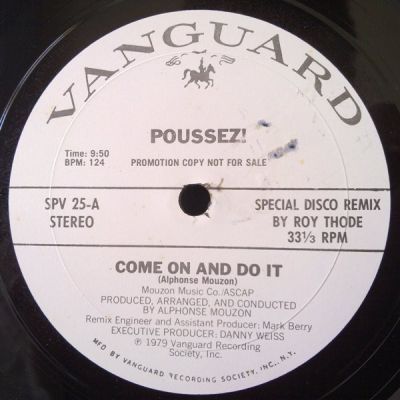 VANGUARD
POUSSEZ!
Time: 9:50
BPM: 124
PROMOTION COPY NOT FOR SALE
SPV 25-A
STEREO
SPECIAL DISCO REMIX
BY ROY THODE
33⅓ RPM
COME ON AND DO IT
(Alphonse Mouzon)
Mouzon Music Co./ASCAP
PRODUCED, ARRANGED, AND CONDUCTED
BY ALPHONSE MOUZON
Remix Engineer and Assistant Producer: Mark Berry
EXECUTIVE PRODUCER: DANNY WEISS
℗ 1979 Vanguard Recording
Society, Inc.
MFD BY VANGUARD RECORDING SOCIETY, INC., N.Y.